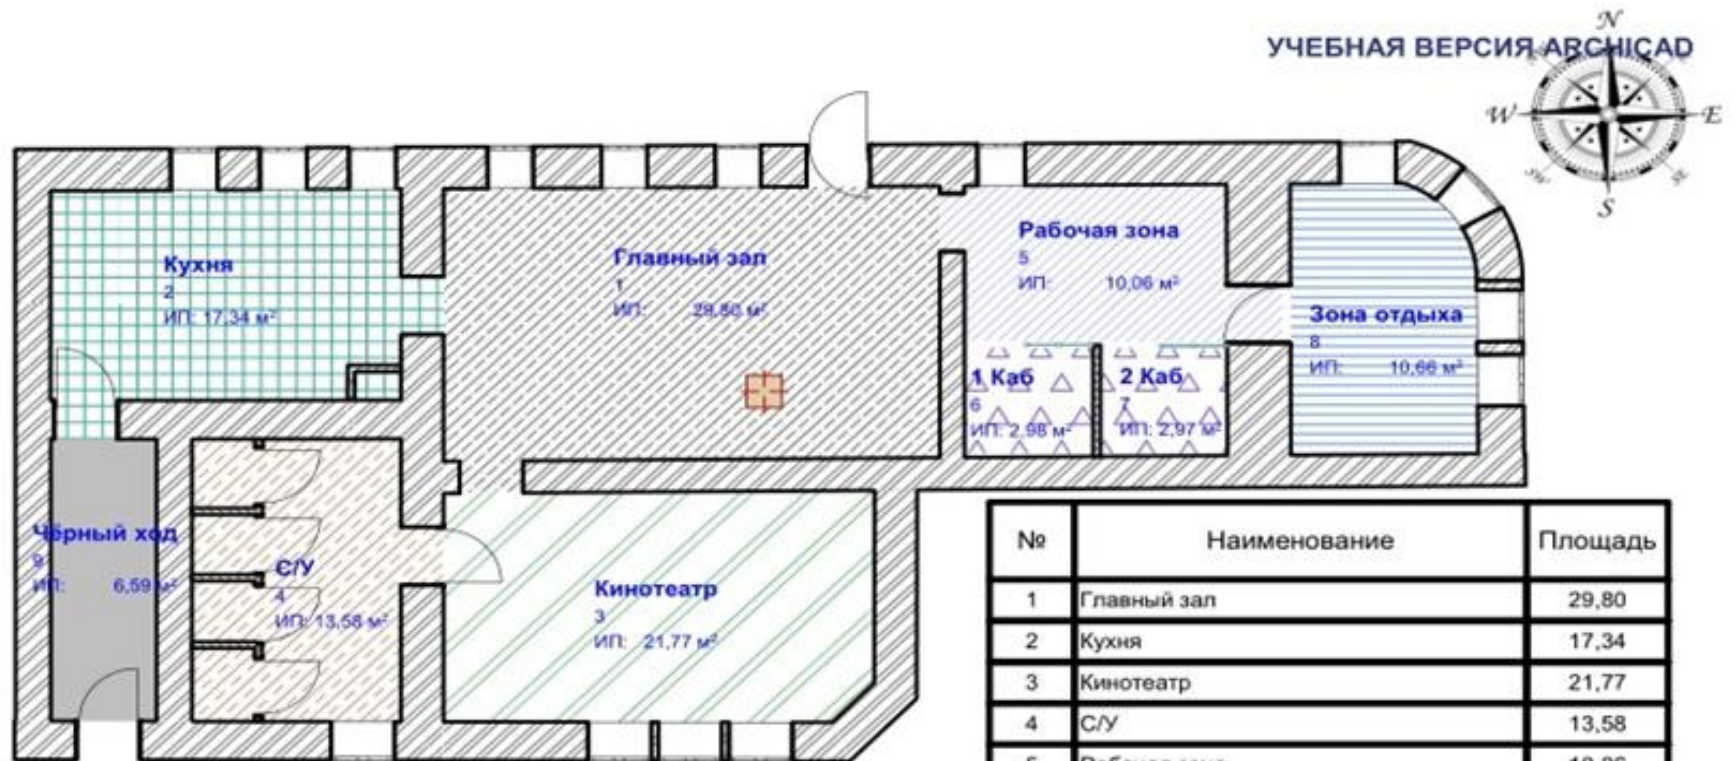 УЧЕБНАЯ ВЕРСИЯ ARCHICAD
N
W
E
SW
SE
S
Кухня
2
ИП: 17,34 м²
Главный зал
1
ИП: 29,80 м²
Рабочая зона
5
ИП: 10,06 м²
Зона отдыха
8
ИП: 10,66 м²
1 Каб
6
ИП: 2,98 м²
2 Каб
7
ИП: 2,97 м²
Чёрный ход
9
ИП: 6,59 м²
С/У
4
ИП: 13,58 м²
Кинотеатр
3
ИП: 21,77 м²
№ Наименование Площадь
1 Главный зал 29,80
2 Кухня 17,34
3 Кинотеатр 21,77
4 С/У 13,58